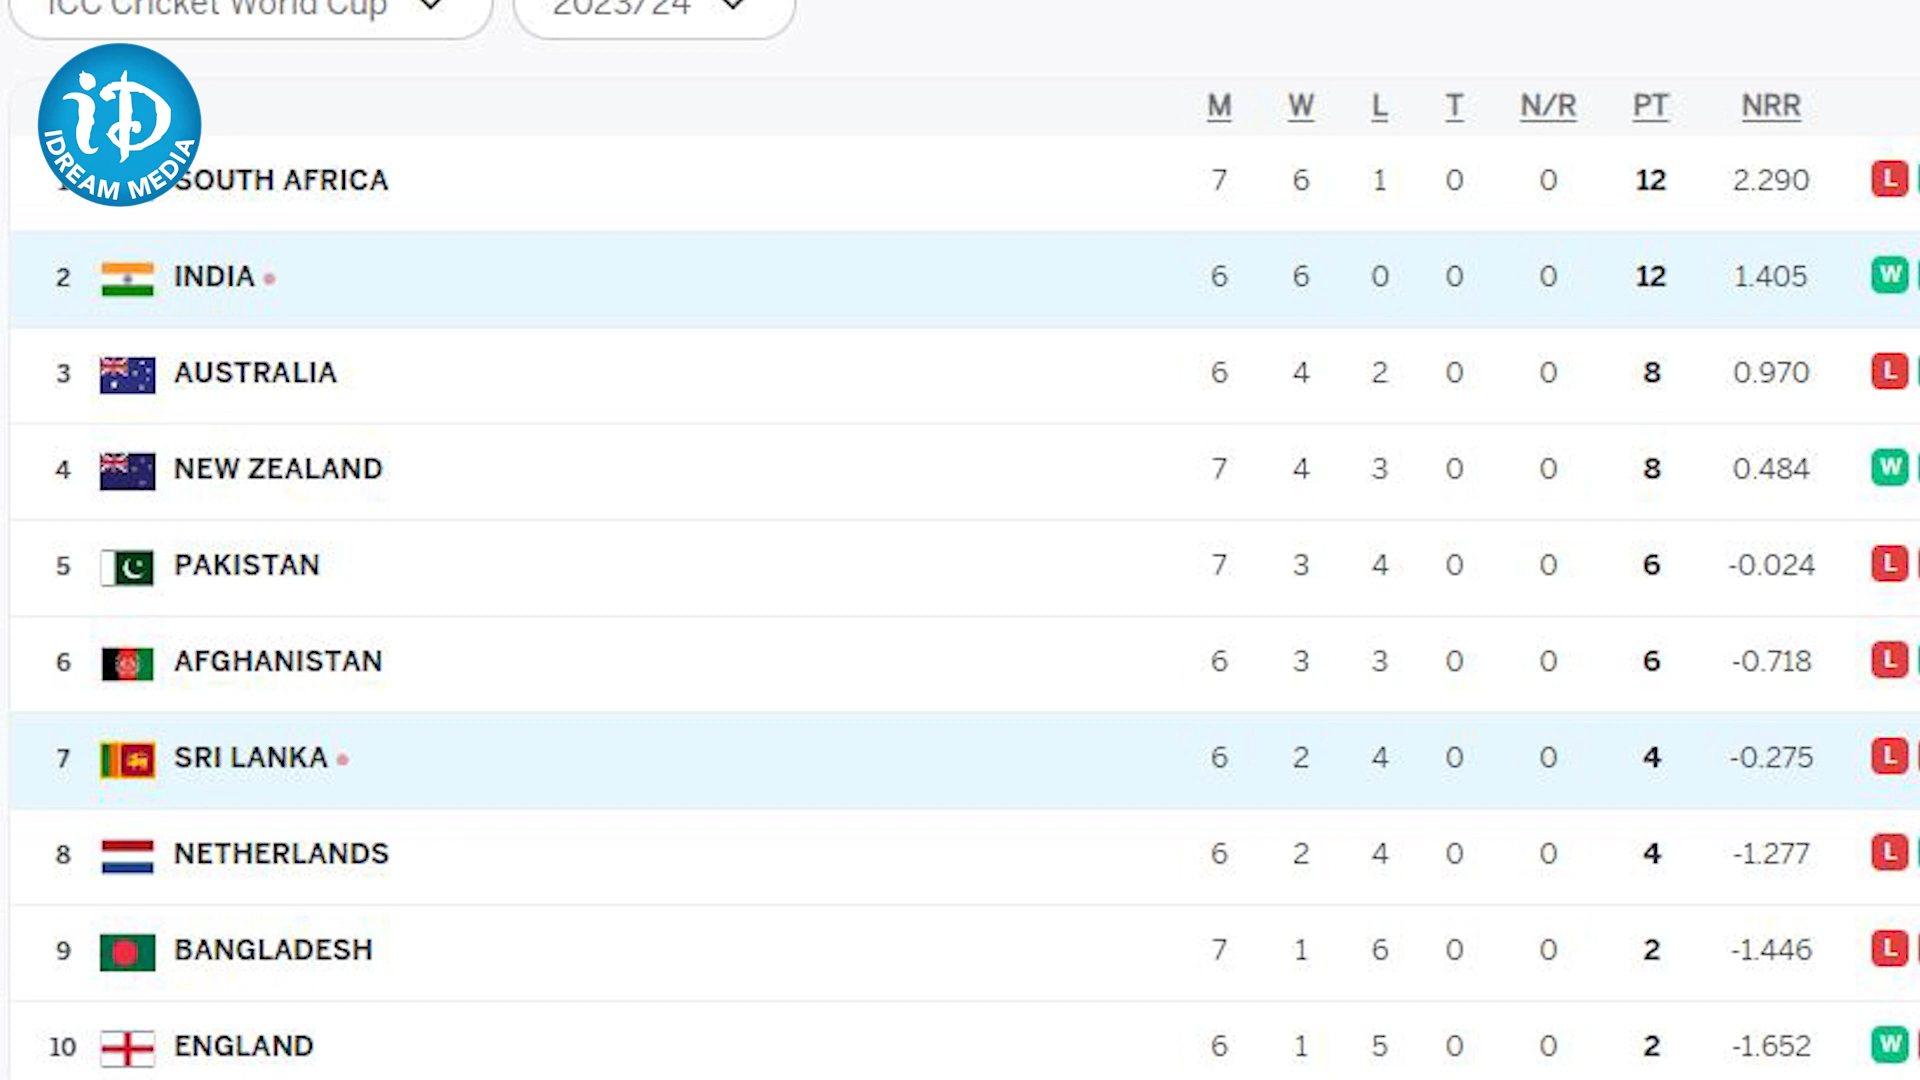 ICC Cricket World Cup 2023/24
iD
IDREAM MEDIA
M W L T N/R PT NRR
SOUTH AFRICA 7 6 1 0 0 12 2.290 L
2 INDIA 6 6 0 0 0 12 1.405 W
3 AUSTRALIA 6 4 2 0 0 8 0.970 L
4 NEW ZEALAND 7 4 3 0 0 8 0.484 W
5 PAKISTAN 7 3 4 0 0 6 -0.024 L
6 AFGHANISTAN 6 3 3 0 0 6 -0.718 L
7 SRI LANKA 6 2 4 0 0 4 -0.275 L
8 NETHERLANDS 6 2 4 0 0 4 -1.277 L
9 BANGLADESH 7 1 6 0 0 2 -1.446 L
10 ENGLAND 6 1 5 0 0 2 -1.652 W